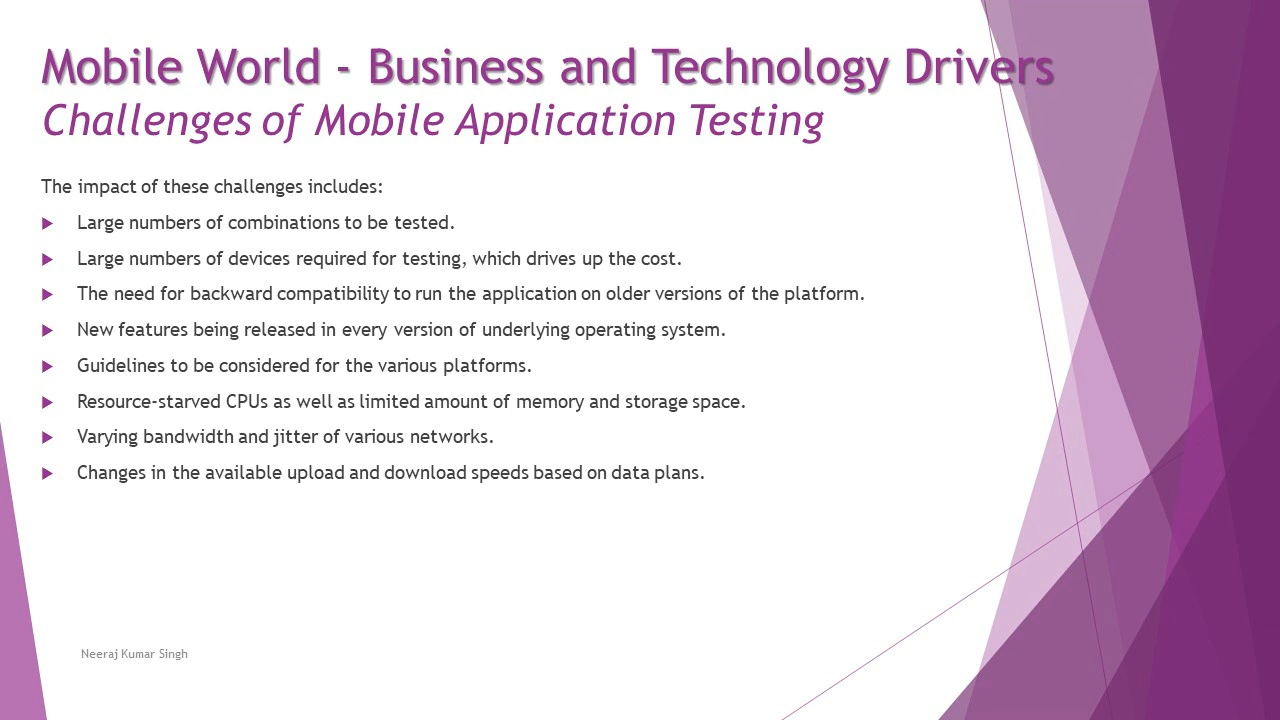 Mobile World - Business and Technology Drivers
Challenges of Mobile Application Testing
The impact of these challenges includes:
Large numbers of combinations to be tested.
Large numbers of devices required for testing, which drives up the cost.
The need for backward compatibility to run the application on older versions of the platform.
New features being released in every version of underlying operating system.
Guidelines to be considered for the various platforms.
Resource-starved CPUs as well as limited amount of memory and storage space.
Varying bandwidth and jitter of various networks.
Changes in the available upload and download speeds based on data plans.
Neeraj Kumar Singh